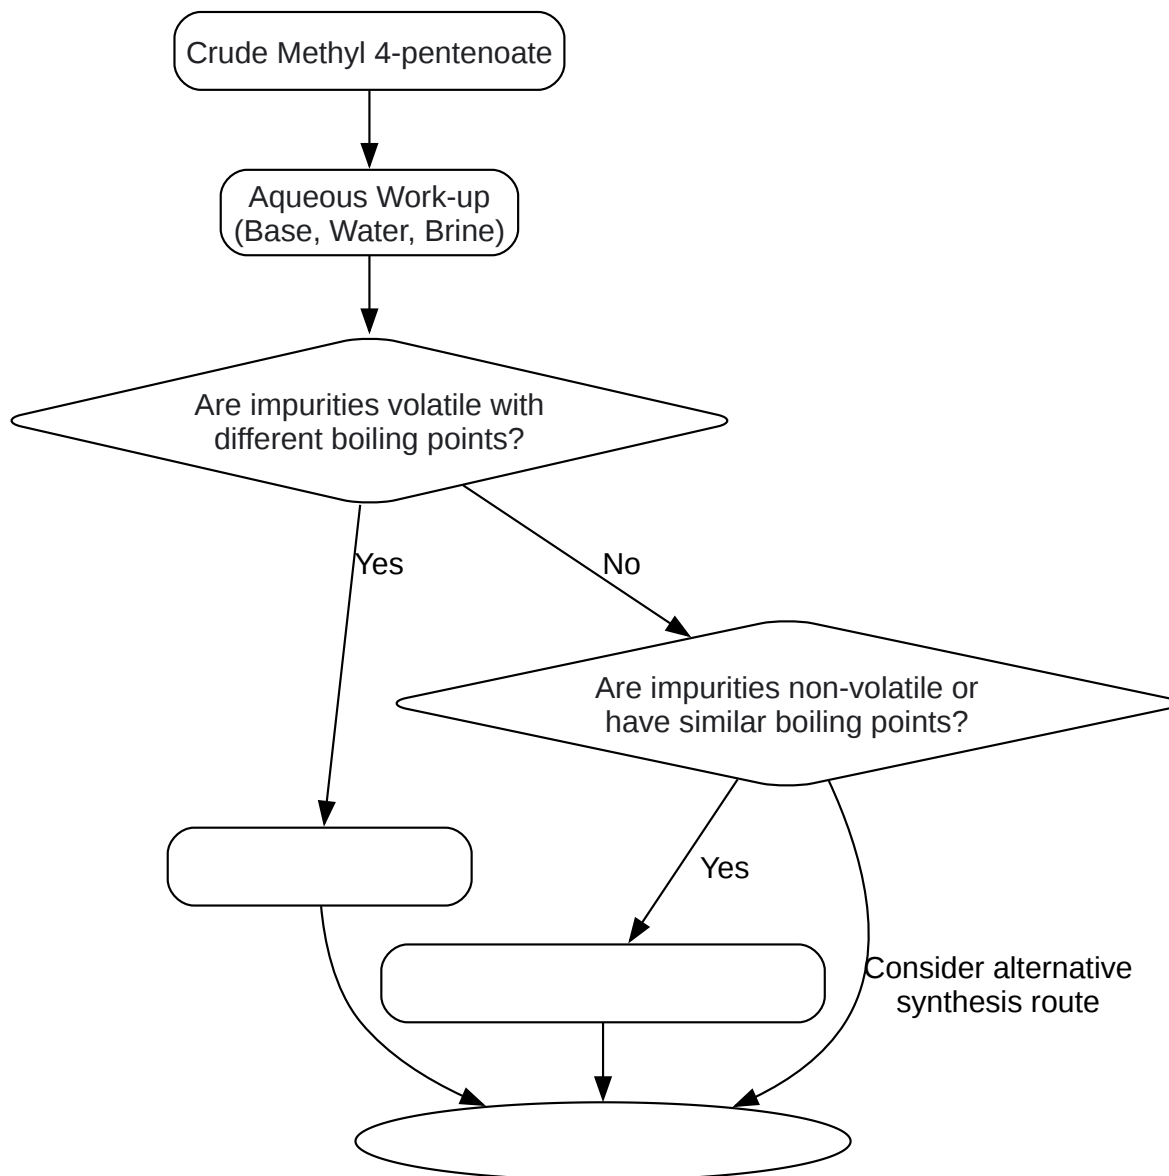 Crude Methyl 4-pentenoate
Aqueous Work-up
(Base, Water, Brine)
Are impurities volatile with
different boiling points?
Yes
No
Are impurities non-volatile or
have similar boiling points?
Yes
Consider alternative
synthesis route